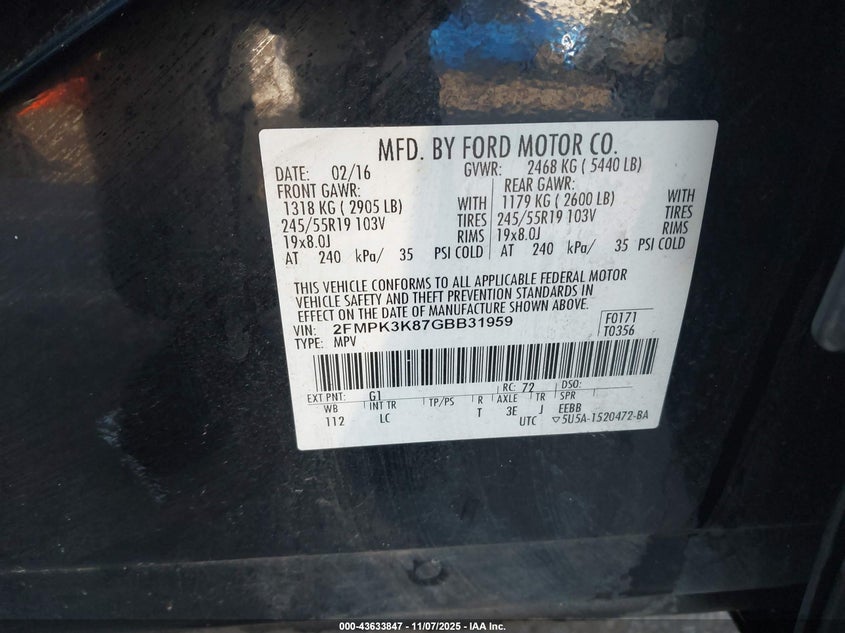 MFD. BY FORD MOTOR CO.
DATE: 02/16 GVWR: 2468 KG ( 5440 LB)
FRONT GAWR: REAR GAWR:
1318 KG ( 2905 LB) WITH 1179 KG ( 2600 LB) WITH
245/55R19 103V TIRES 245/55R19 103V TIRES
19x8.0J RIMS 19x8.0J RIMS
AT 240 kPa/ 35 PSI COLD AT 240 kPa/ 35 PSI COLD
THIS VEHICLE CONFORMS TO ALL APPLICABLE FEDERAL MOTOR
VEHICLE SAFETY AND THEFT PREVENTION STANDARDS IN
EFFECT ON THE DATE OF MANUFACTURE SHOWN ABOVE.
VIN: 2FMPK3K87GBB31959 F0171
TYPE: MPV T0356
EXT PNT: G1 RC: 72 DSO:
WB INT TR TP/PS R AXLE TR SPR
112 LC T 3E J EEBB
UTC ▽5U5A-1520472-BA
000-43633847 - 11/07/2025 - IAA Inc.